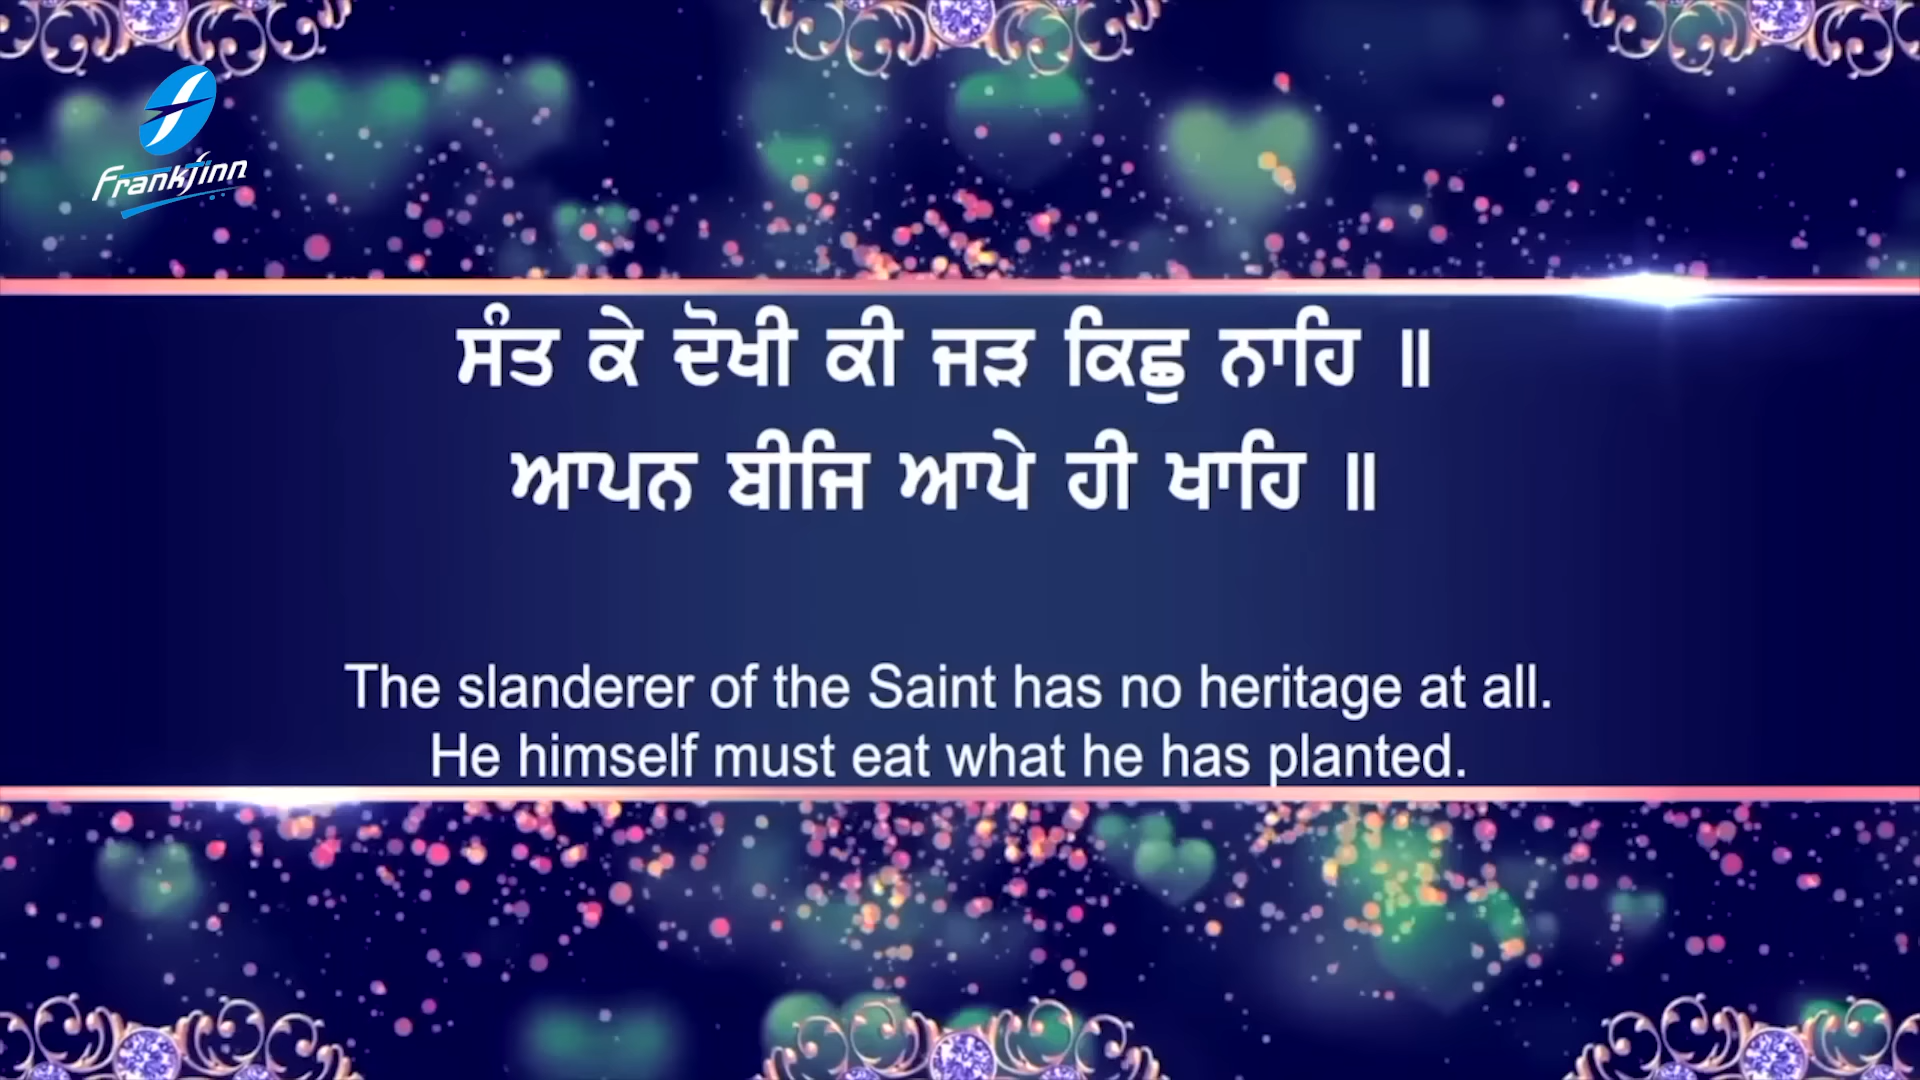 Frankfinn
ਸੰਤ ਕੇ ਦੋਖੀ ਕੀ ਜੜ ਕਿਛੁ ਨਾਹਿ ॥
ਆਪਨ ਬੀਜਿ ਆਪੇ ਹੀ ਖਾਹਿ ॥
The slanderer of the Saint has no heritage at all.
He himself must eat what he has planted.